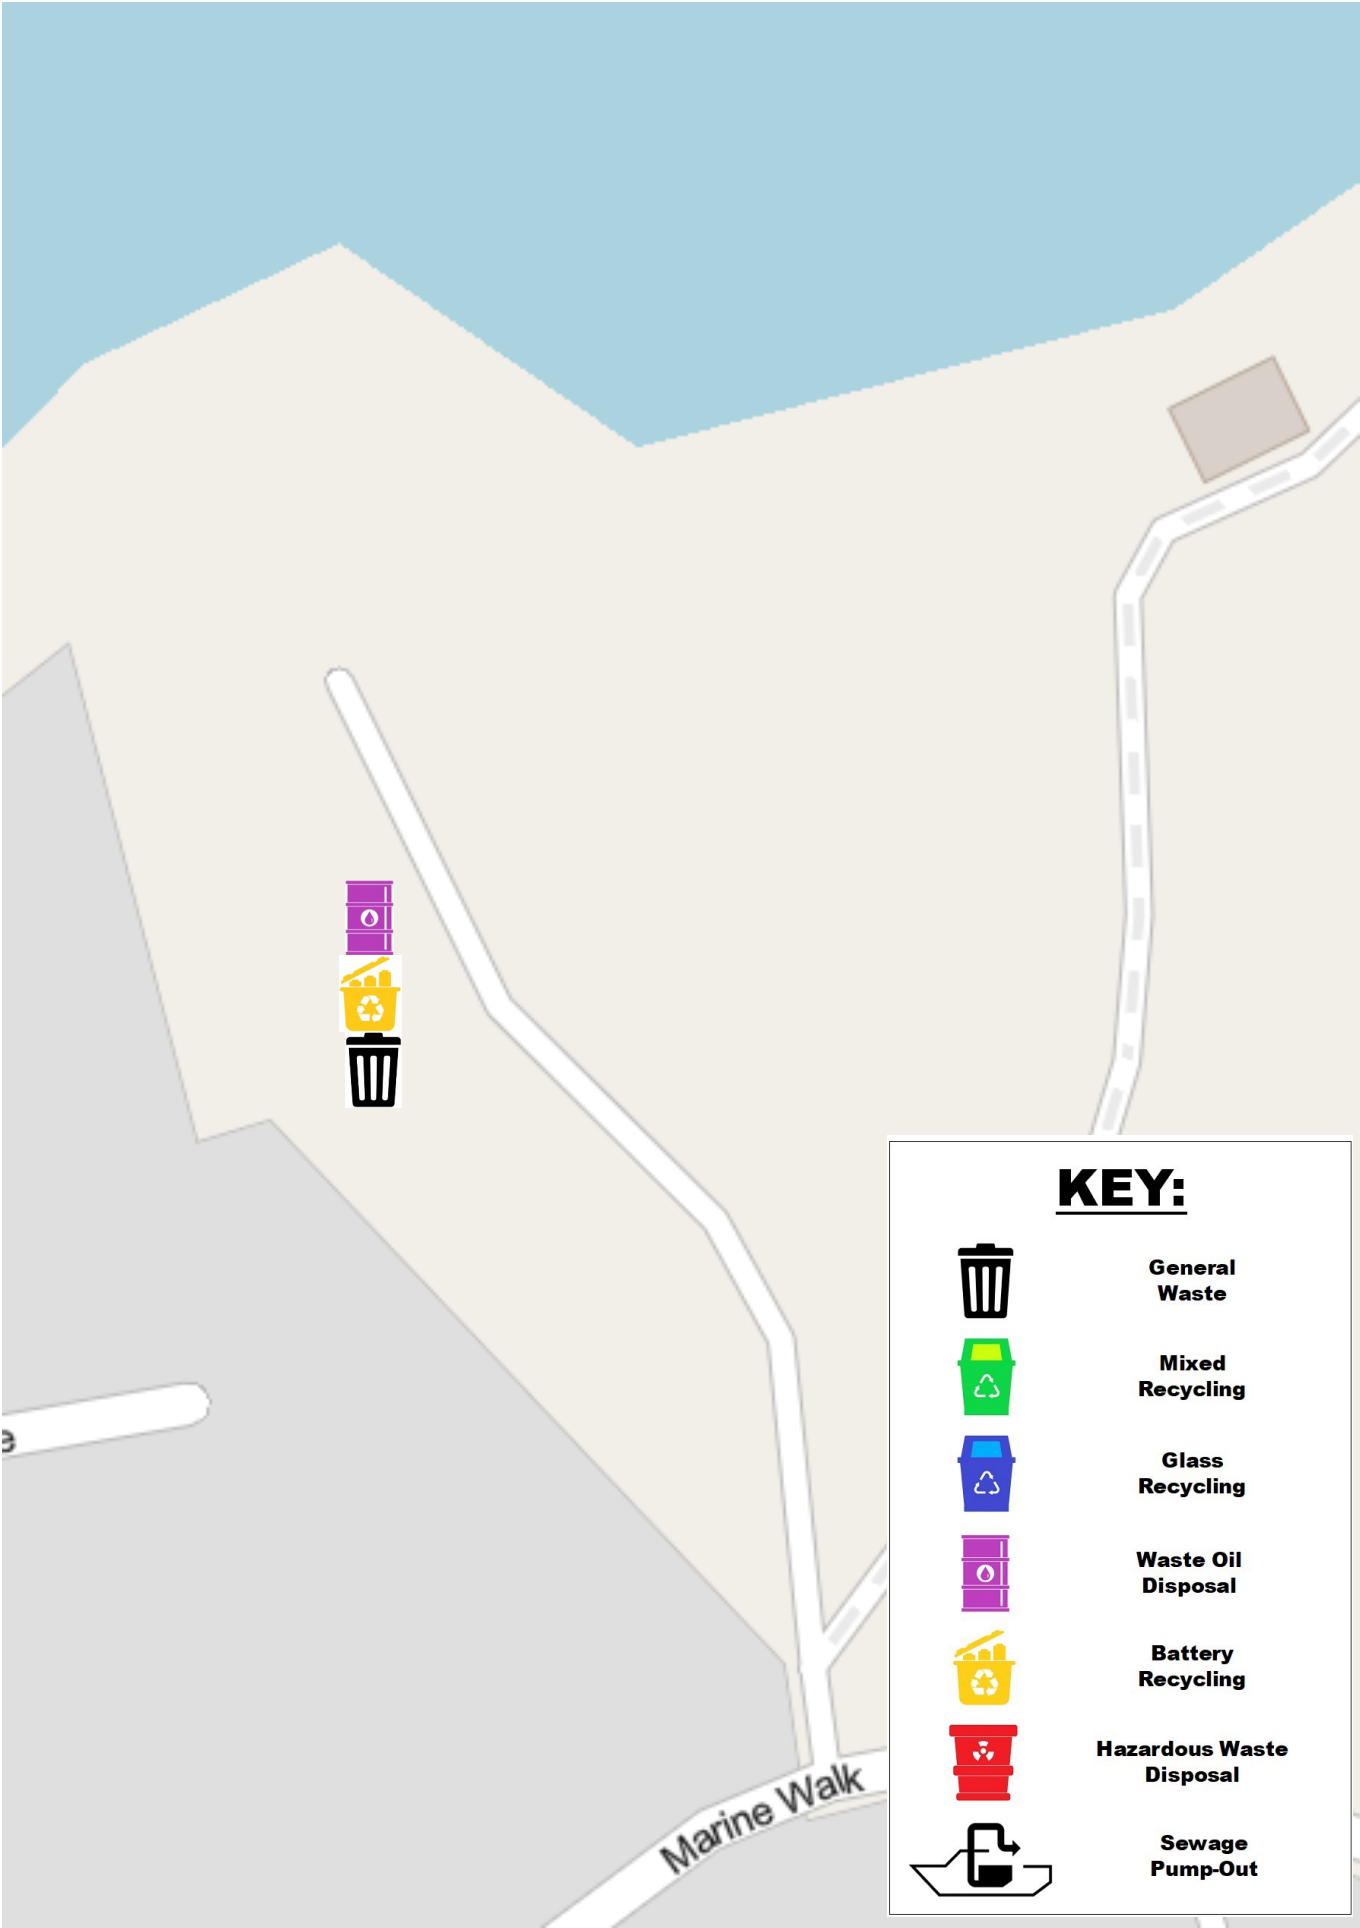 e
Marine Walk
KEY:
General
Waste
Mixed
Recycling
Glass
Recycling
Waste Oil
Disposal
Battery
Recycling
Hazardous Waste
Disposal
Sewage
Pump-Out